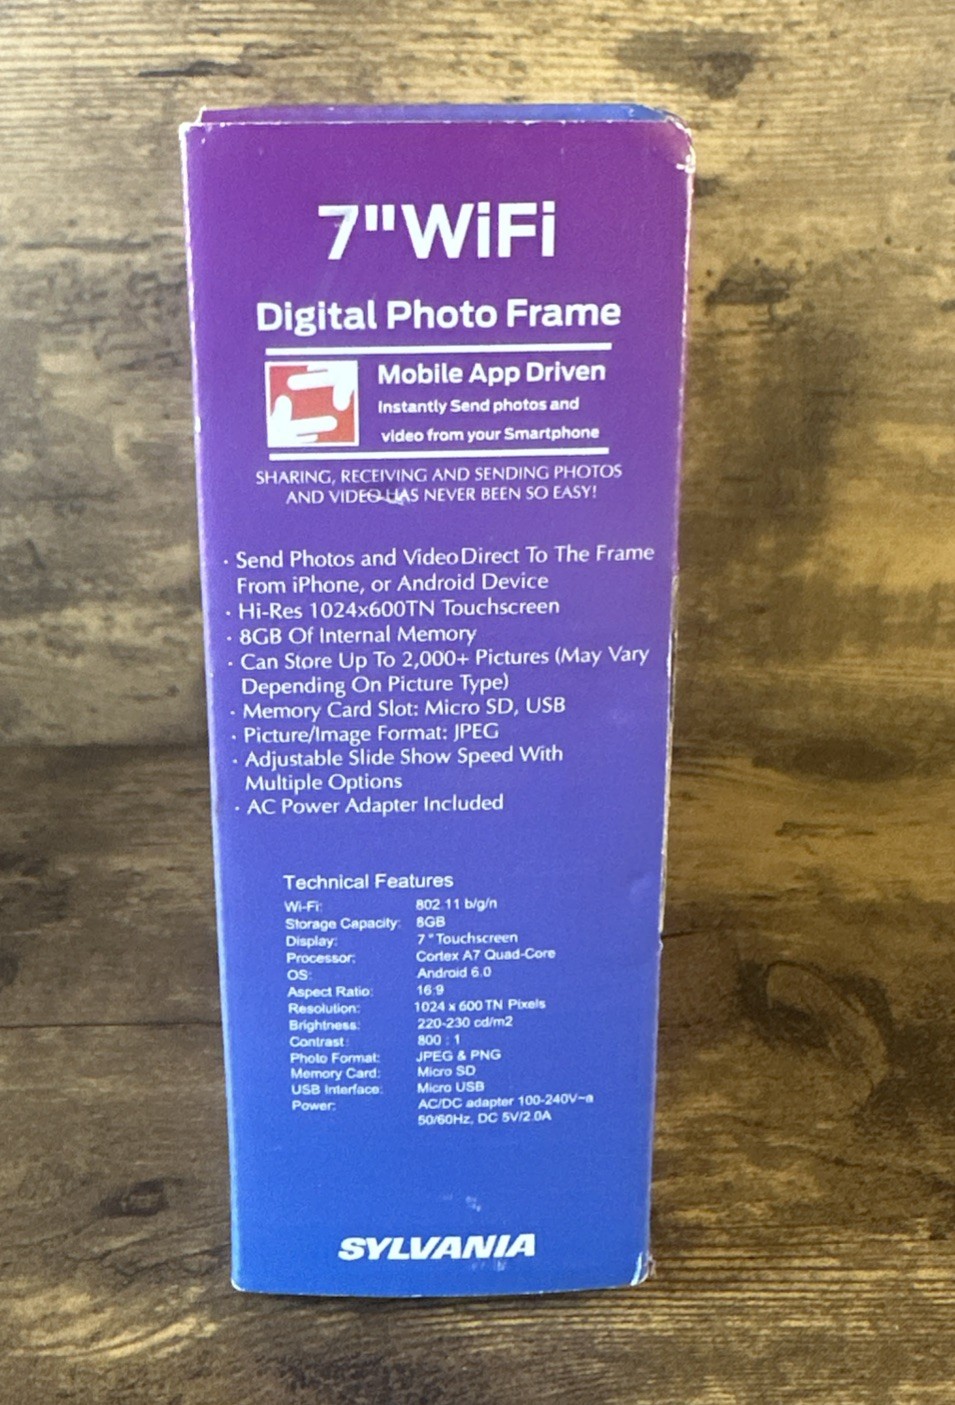 7"WiFi
Digital Photo Frame
Mobile App Driven
Instantly Send photos and
video from your Smartphone
SHARING, RECEIVING AND SENDING PHOTOS
AND VIDEO HAS NEVER BEEN SO EASY!
· Send Photos and Video Direct To The Frame
From iPhone, or Android Device
· Hi-Res 1024x600TN Touchscreen
· 8GB Of Internal Memory
· Can Store Up To 2,000+ Pictures (May Vary
Depending On Picture Type)
· Memory Card Slot: Micro SD, USB
· Picture/Image Format: JPEG
· Adjustable Slide Show Speed With
Multiple Options
· AC Power Adapter Included
Technical Features
Wi-Fi: 802.11 b/g/n
Storage Capacity: 8GB
Display: 7" Touchscreen
Processor: Cortex A7 Quad-Core
OS: Android 6.0
Aspect Ratio: 16:9
Resolution: 1024 x 600 TN Pixels
Brightness: 220-230 cd/m2
Contrast: 800 : 1
Photo Format: JPEG & PNG
Memory Card: Micro SD
USB Interface: Micro USB
Power: AC/DC adapter 100-240V~a
50/60Hz, DC 5V/2.0A
SYLVANIA